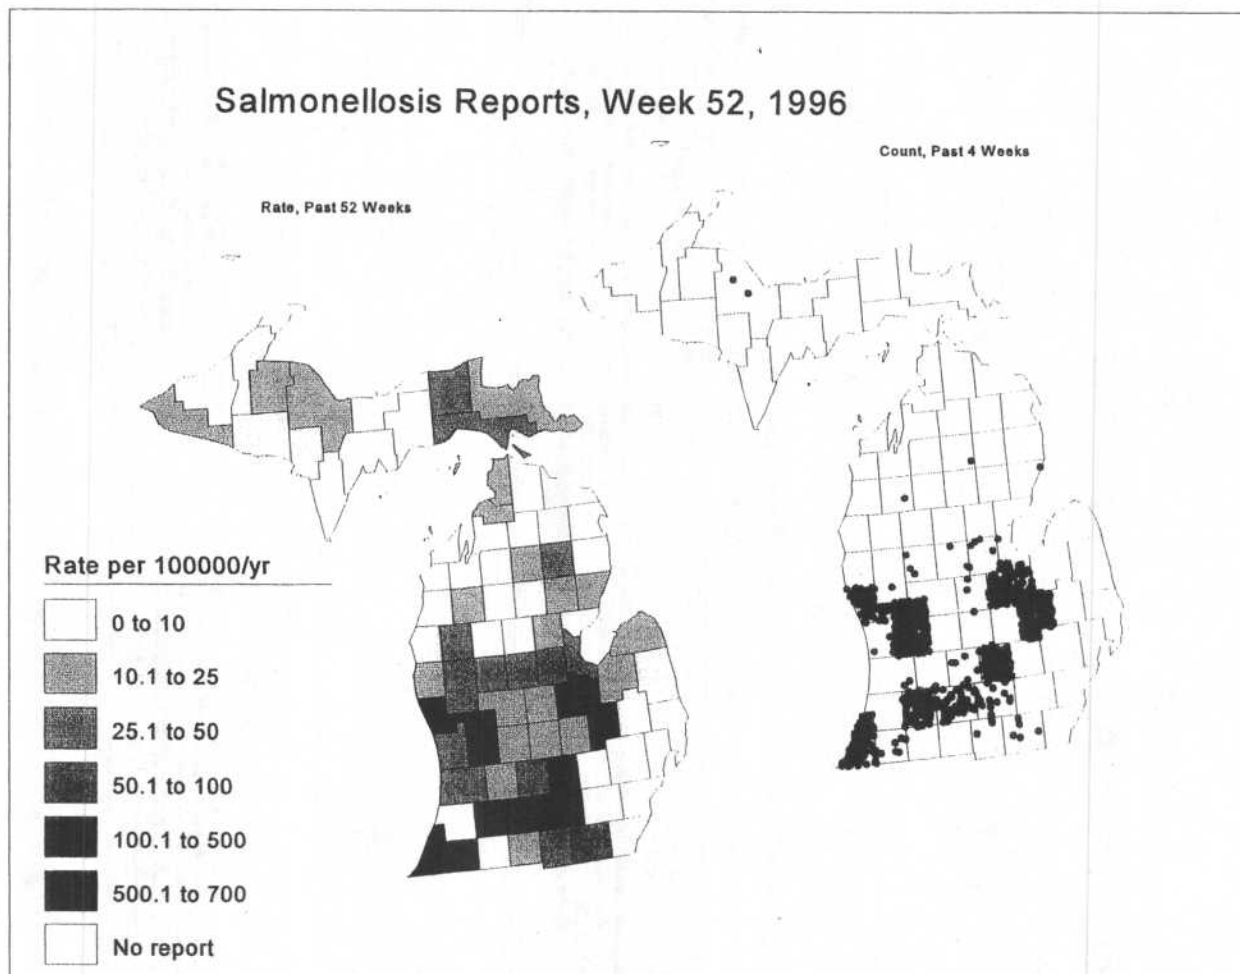 Salmonellosis Reports, Week 52, 1996
Count, Past 4 Weeks
Rate, Past 52 Weeks
Rate per 100000/yr
0 to 10
10.1 to 25
25.1 to 50
50.1 to 100
100.1 to 500
500.1 to 700
No report